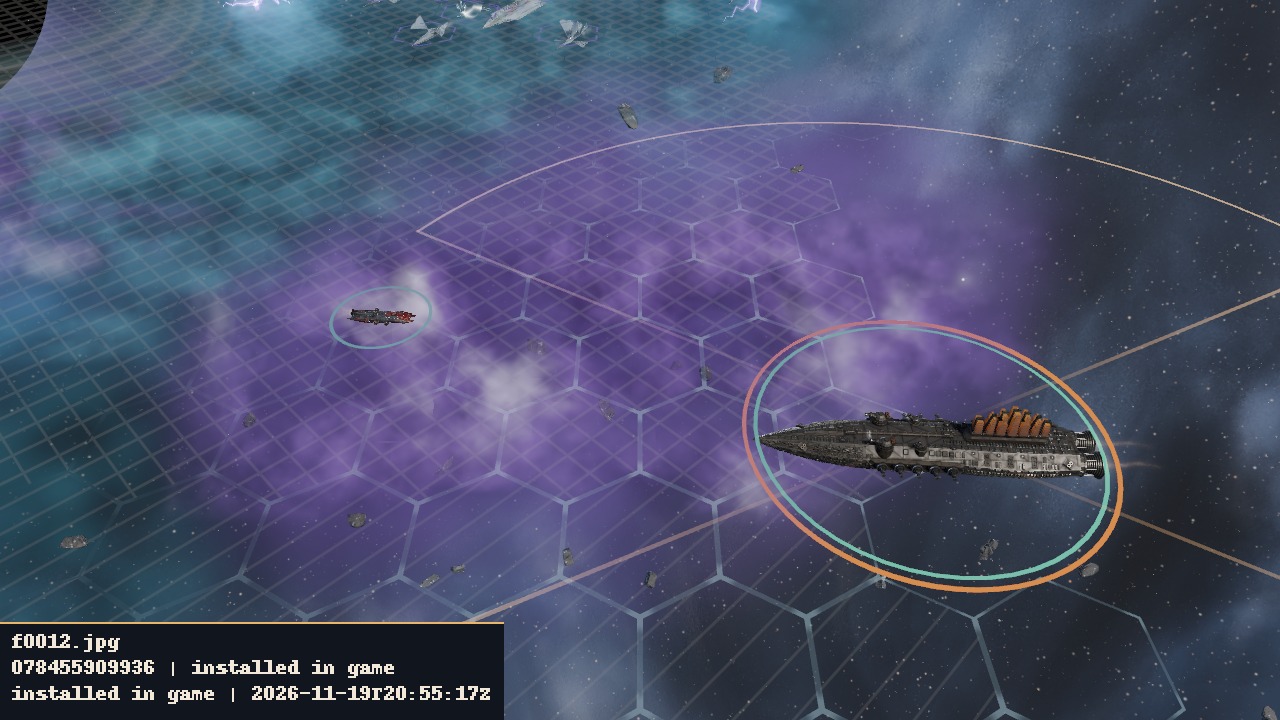 f0012.jpg
078455909936 | installed in game
installed in game | 2026-11-19T20:55:17Z